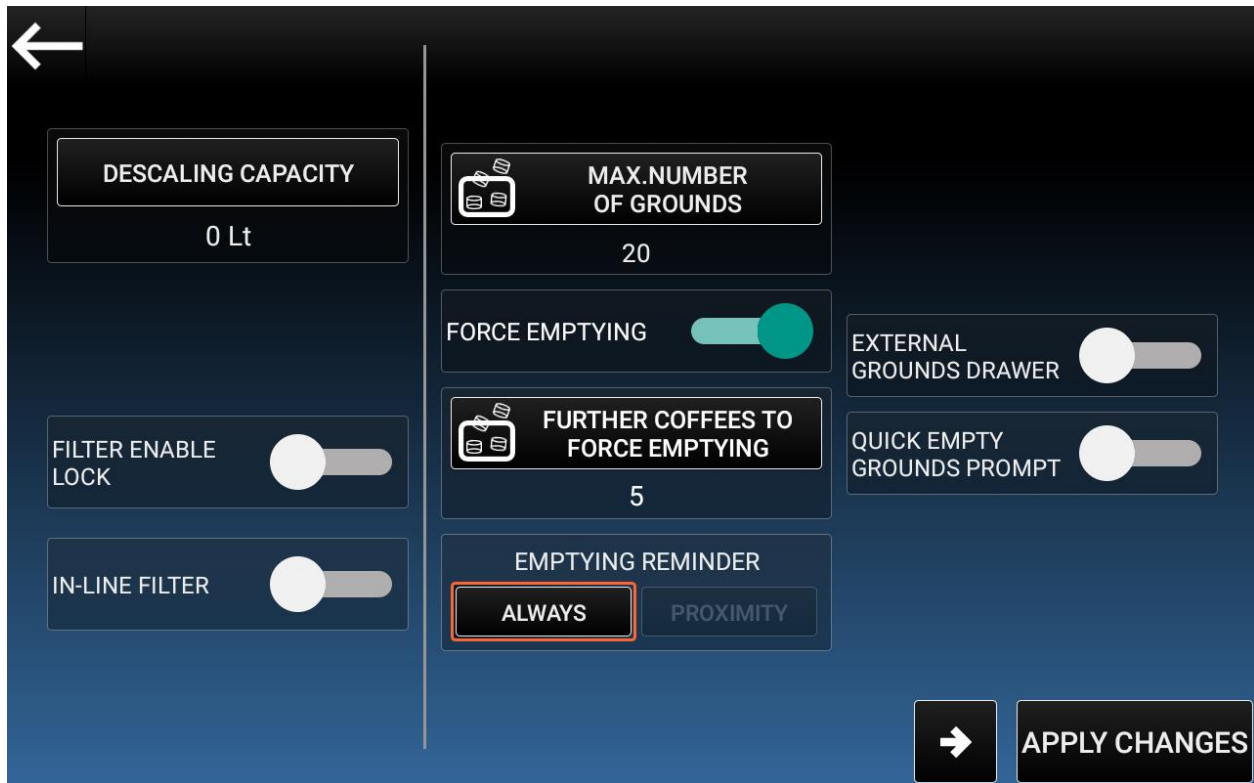 DESCALING CAPACITY
0 Lt
FILTER ENABLE
LOCK
IN-LINE FILTER
MAX.NUMBER
OF GROUNDS
20
FORCE EMPTYING
FURTHER COFFEES TO
FORCE EMPTYING
5
EMPTYING REMINDER
ALWAYS
PROXIMITY
EXTERNAL
GROUNDS DRAWER
QUICK EMPTY
GROUNDS PROMPT
APPLY CHANGES